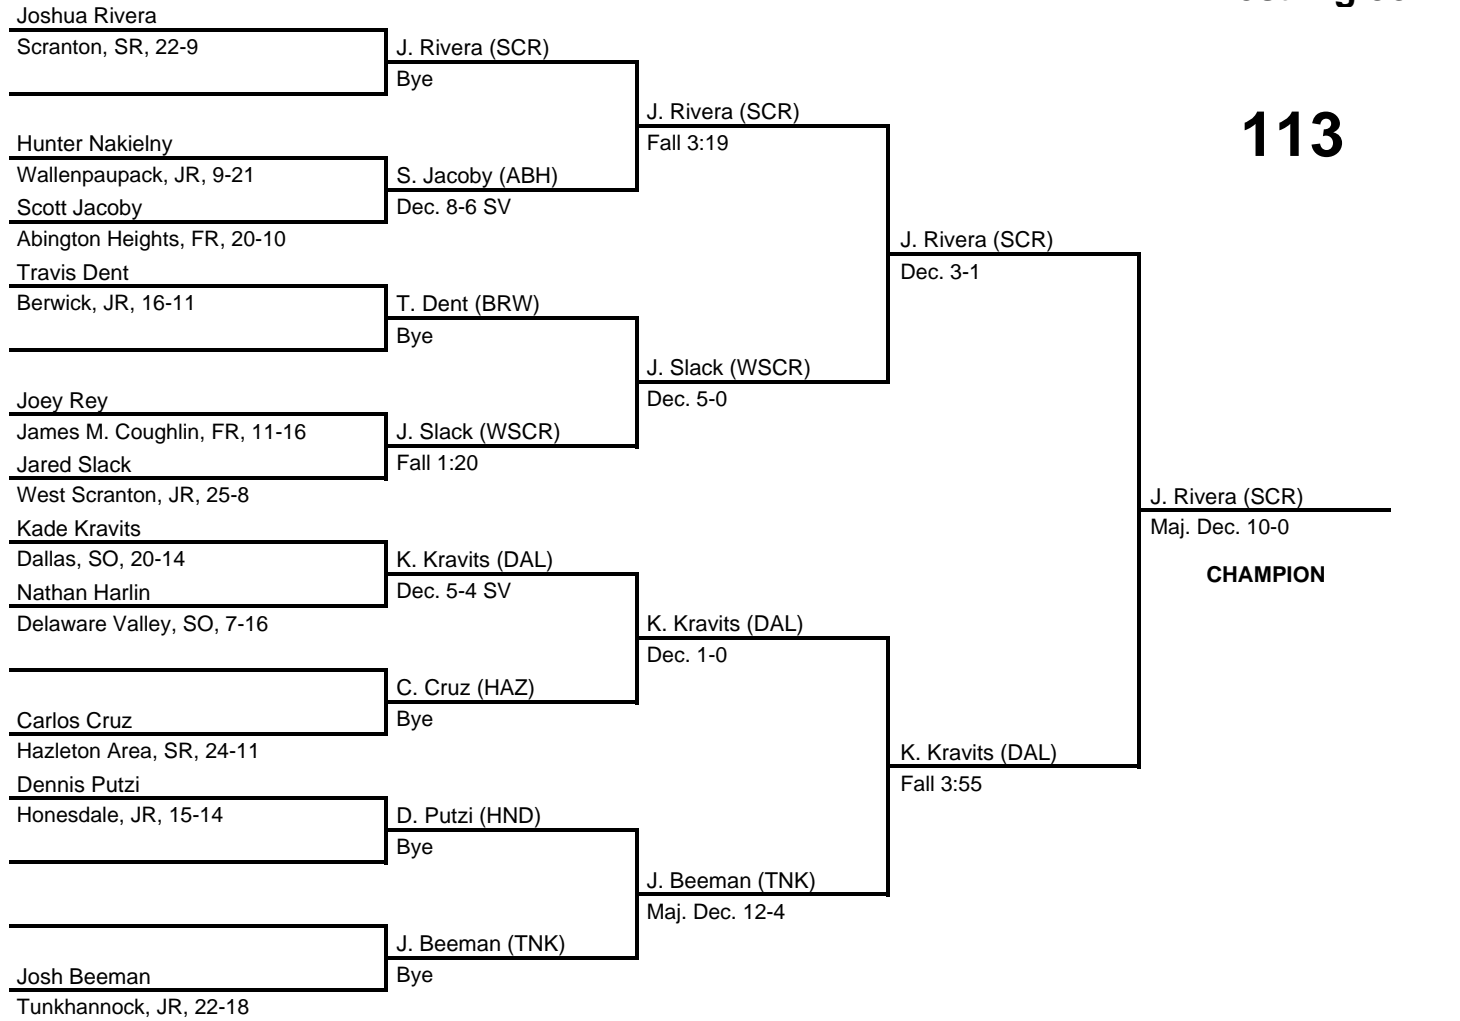 Joshua Rivera
Scranton, SR, 22-9
J. Rivera (SCR)
Bye
J. Rivera (SCR)
Fall 3:19
113
Hunter Nakielny
Wallenpaupack, JR, 9-21
S. Jacoby (ABH)
Scott Jacoby
Dec. 8-6 SV
Abington Heights, FR, 20-10
J. Rivera (SCR)
Travis Dent
Dec. 3-1
Berwick, JR, 16-11
T. Dent (BRW)
Bye
J. Slack (WSCR)
Dec. 5-0
Joey Rey
James M. Coughlin, FR, 11-16
J. Slack (WSCR)
Jared Slack
Fall 1:20
West Scranton, JR, 25-8
J. Rivera (SCR)
Kade Kravits
Maj. Dec. 10-0
Dallas, SO, 20-14
K. Kravits (DAL)
CHAMPION
Nathan Harlin
Dec. 5-4 SV
Delaware Valley, SO, 7-16
K. Kravits (DAL)
Dec. 1-0
C. Cruz (HAZ)
Carlos Cruz
Bye
Hazleton Area, SR, 24-11
K. Kravits (DAL)
Dennis Putzi
Fall 3:55
Honesdale, JR, 15-14
D. Putzi (HND)
Bye
J. Beeman (TNK)
Maj. Dec. 12-4
J. Beeman (TNK)
Josh Beeman
Bye
Tunkhannock, JR, 22-18